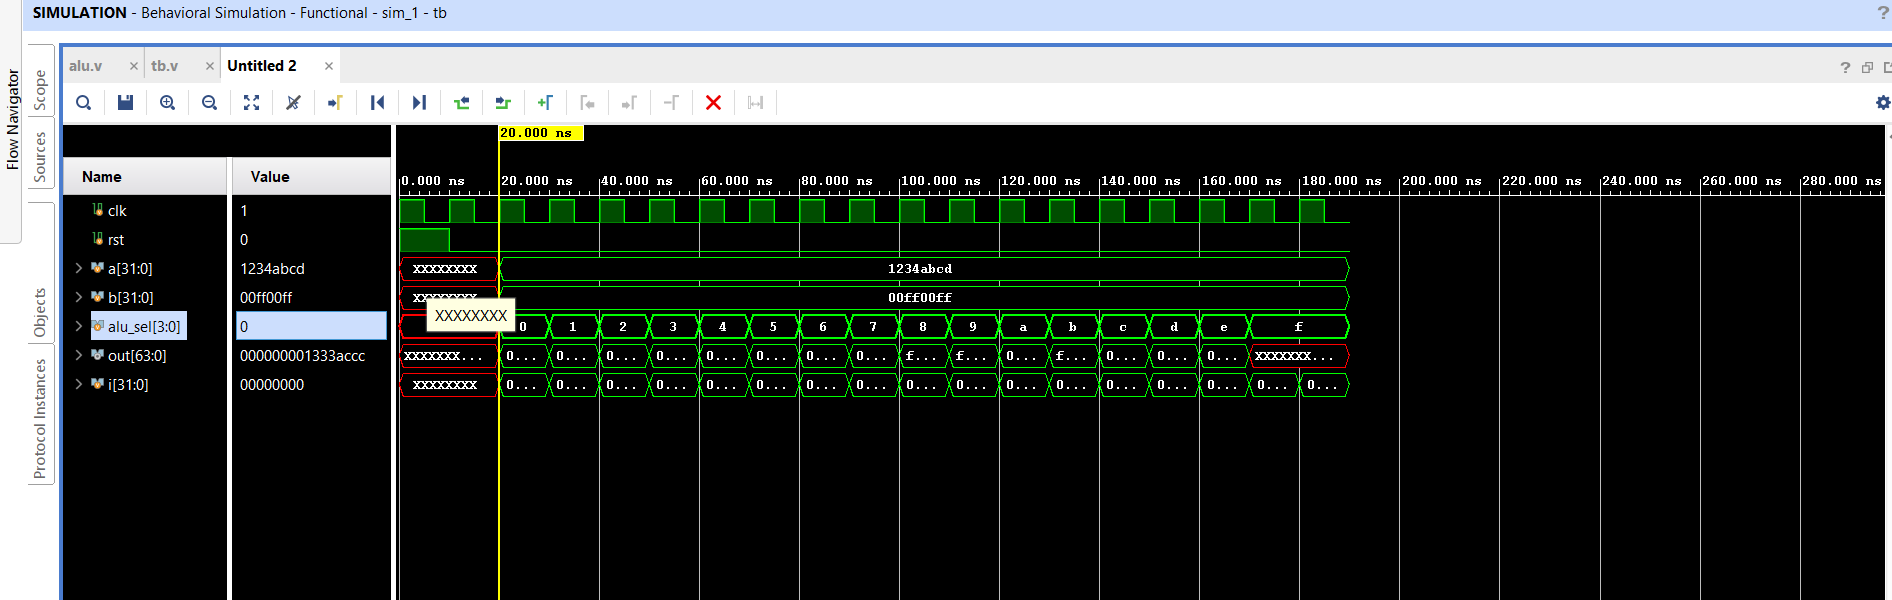 SIMULATION - Behavioral Simulation - Functional - sim_1 - tb ?
Flow Navigator
Scope
Sources
Objects
Protocol Instances
alu.v × tb.v × Untitled 2 ×
?
20.000 ns
Name Value
0.000 ns 20.000 ns 40.000 ns 60.000 ns 80.000 ns 100.000 ns 120.000 ns 140.000 ns 160.000 ns 180.000 ns 200.000 ns 220.000 ns 240.000 ns 260.000 ns 280.000 ns
clk 1
rst 0
a[31:0] 1234abcd XXXXXXXX 1234abcd
b[31:0] 00ff00ff XXXXXXXX 00ff00ff
XXXXXXXX
alu_sel[3:0] 0 0 1 2 3 4 5 6 7 8 9 a b c d e f
out[63:0] 000000001333accc XXXXXXX... 0... 0... 0... 0... 0... 0... 0... 0... f... f... 0... f... 0... 0... 0... XXXXXXX...
i[31:0] 00000000 XXXXXXXX 0... 0... 0... 0... 0... 0... 0... 0... 0... 0... 0... 0... 0... 0... 0... 0... 0...